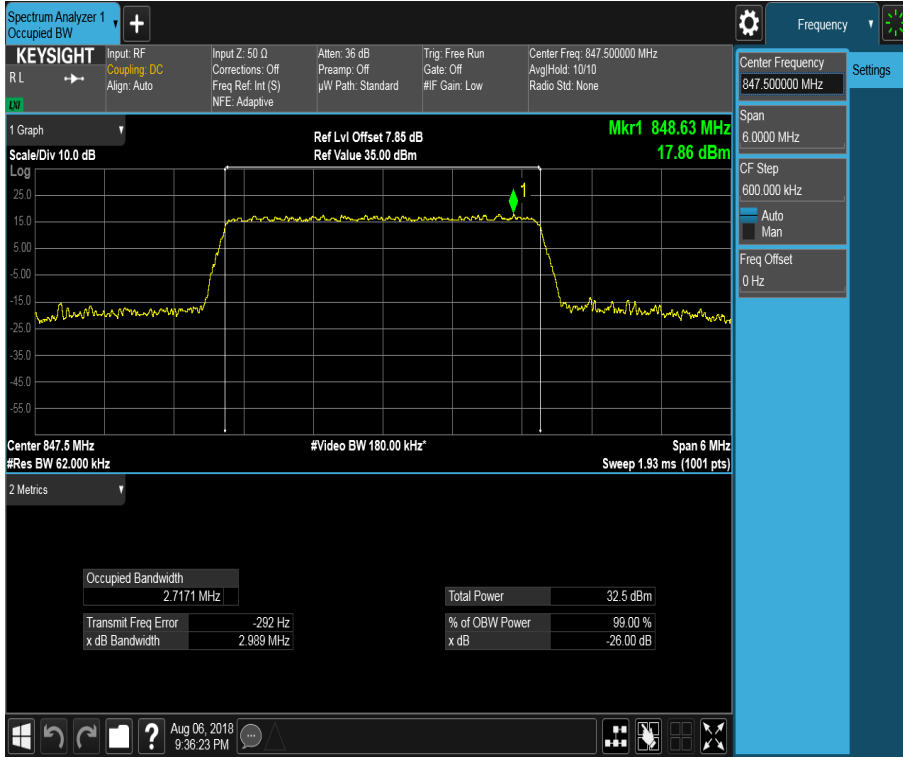 Spectrum Analyzer 1
Occupied BW
+
Frequency
KEYSIGHT
R L
LXI
Input: RF
Coupling: DC
Align: Auto
Input Z: 50 Ω
Corrections: Off
Freq Ref: Int (S)
NFE: Adaptive
Atten: 36 dB
Preamp: Off
µW Path: Standard
Trig: Free Run
Gate: Off
#IF Gain: Low
Center Freq: 847.500000 MHz
Avg|Hold: 10/10
Radio Std: None
Center Frequency
847.500000 MHz
Settings
Span
6.0000 MHz
CF Step
600.000 kHz
Auto
Man
Freq Offset
0 Hz
1 Graph
Scale/Div 10.0 dB
Log
Ref Lvl Offset 7.85 dB
Ref Value 35.00 dBm
Mkr1 848.63 MHz
17.86 dBm
1
25.0
15.0
5.00
-5.00
-15.0
-25.0
-35.0
-45.0
-55.0
Center 847.5 MHz
#Video BW 180.00 kHz*
Span 6 MHz
#Res BW 62.000 kHz
Sweep 1.93 ms (1001 pts)
2 Metrics
Occupied Bandwidth
2.7171 MHz
Total Power 32.5 dBm
Transmit Freq Error -292 Hz
% of OBW Power 99.00 %
x dB Bandwidth 2.989 MHz
x dB -26.00 dB
?
Aug 06, 2018
9:36:23 PM